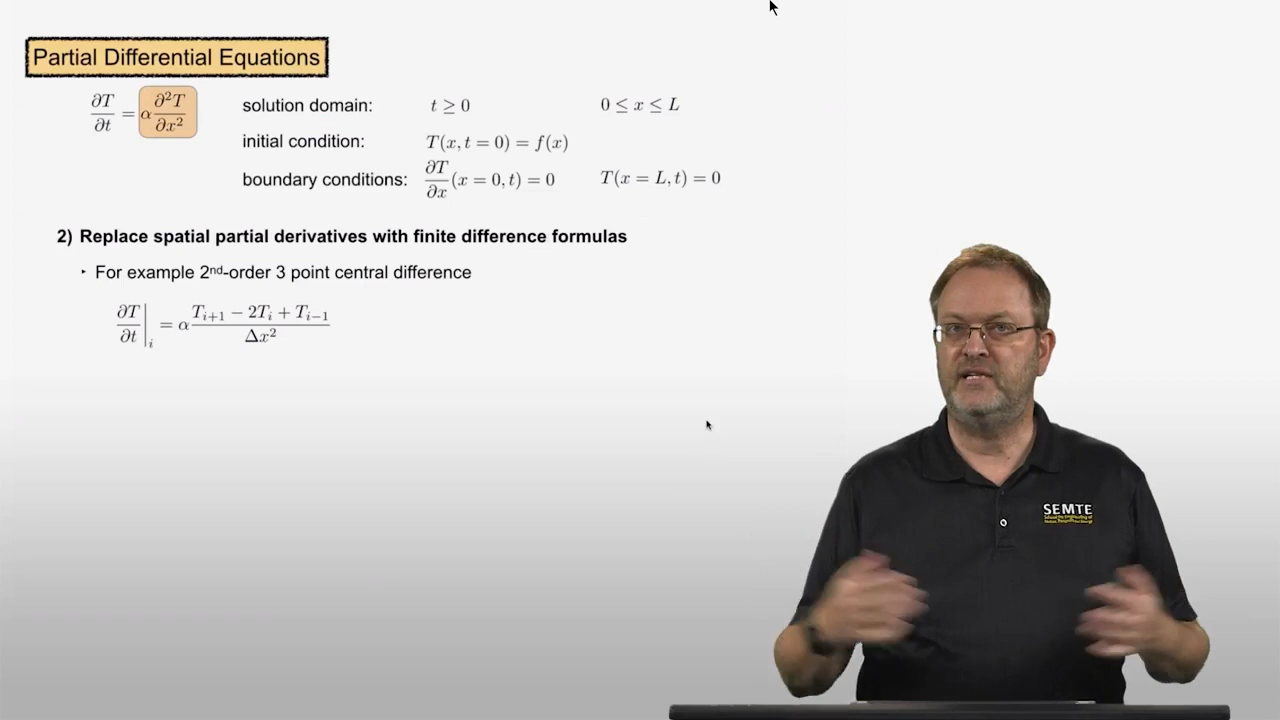 Partial Differential Equations
∂T/∂t = α ∂²T/∂x²
solution domain: t ≥ 0 0 ≤ x ≤ L
initial condition: T(x, t = 0) = f(x)
boundary conditions: ∂T/∂x (x = 0, t) = 0 T(x = L, t) = 0
2) Replace spatial partial derivatives with finite difference formulas
‣ For example 2nd-order 3 point central difference
∂T/∂t|ᵢ = α (Tᵢ₊₁ − 2Tᵢ + Tᵢ₋₁)/Δx²
SEMTE